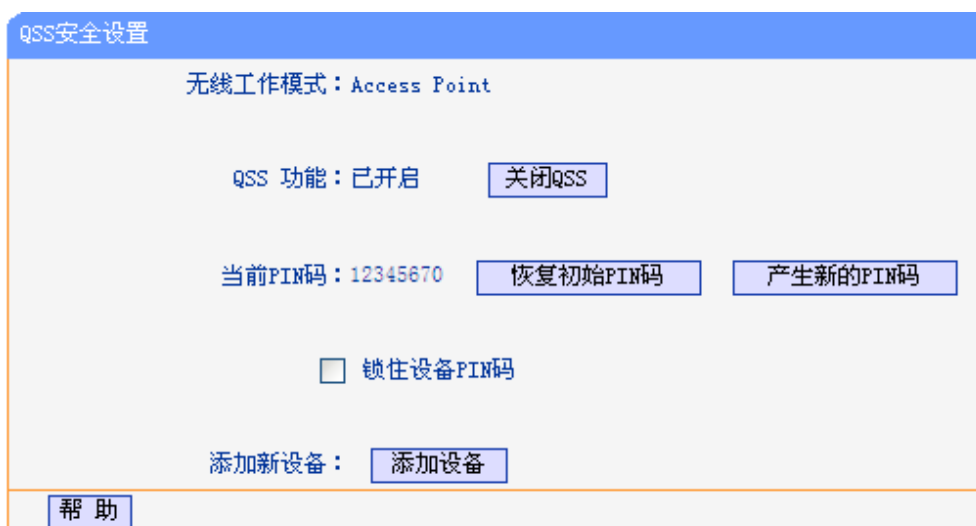 QSS安全设置
无线工作模式：Access Point
QSS 功能：已开启 关闭QSS
当前PIN码：12345670 恢复初始PIN码 产生新的PIN码
锁住设备PIN码
添加新设备： 添加设备
帮 助